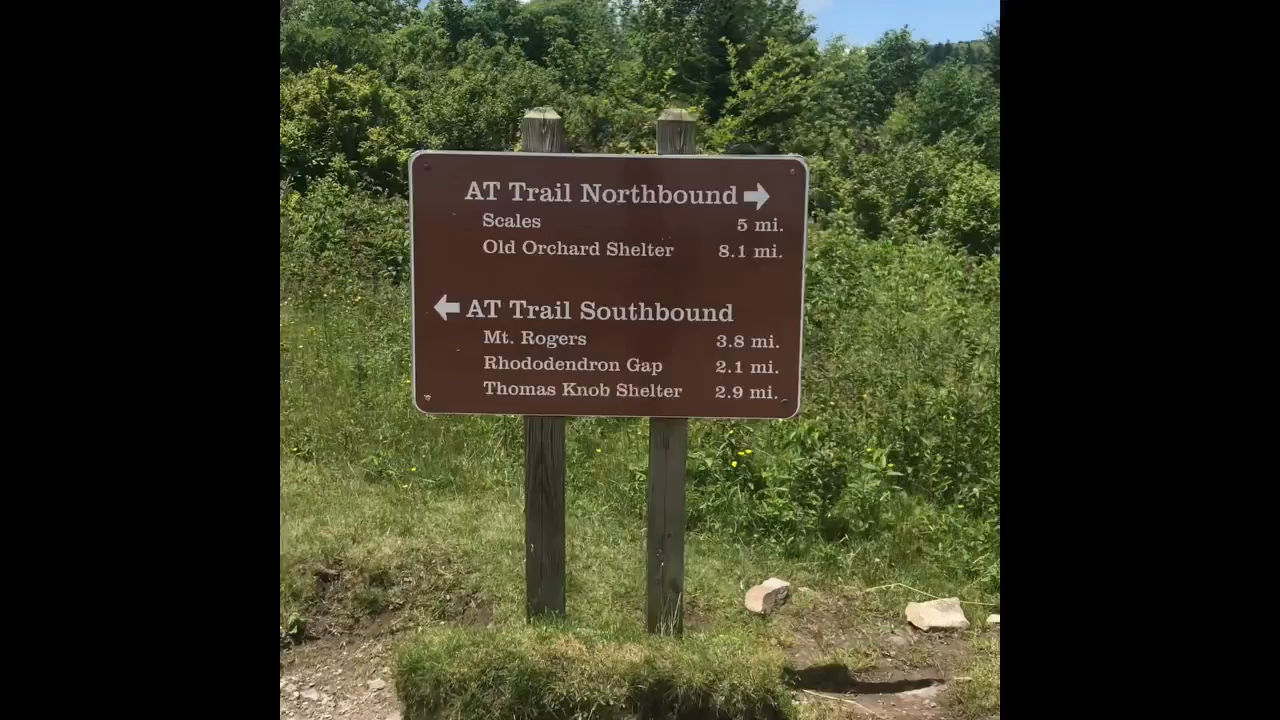 AT Trail Northbound
Scales 5 mi.
Old Orchard Shelter 8.1 mi.
AT Trail Southbound
Mt. Rogers 3.8 mi.
Rhododendron Gap 2.1 mi.
Thomas Knob Shelter 2.9 mi.